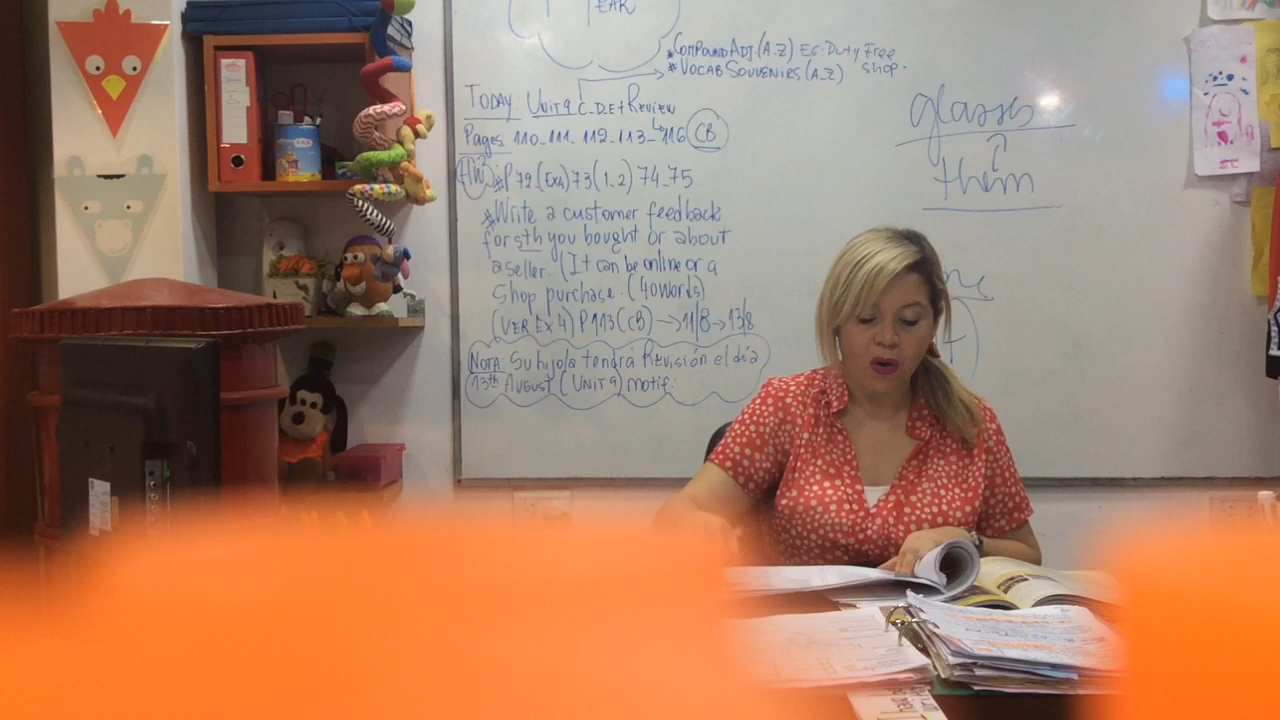 EAR
*COMPOUND ADJ (A-Z) EG. Duty Free shop.
*VOCAB SOUVENIRS (A-Z)
TODAY: UNIT 9 C-D-E+REVIEW
Pages 110-111-112-113-116 CB
HW *P 72 (EX4) 73 (1-2) 74-75
*Write a customer feedback
for sth you bought or about
a seller. (It can be online or a
shop purchase. (40 words)
(VER EX 4) P 113 (CB) → 11/8 → 13/8
NOTA: Su hijo/a tendrá REVISIÓN el día
13th AUGUST (UNIT 9) motif:
glasses
them